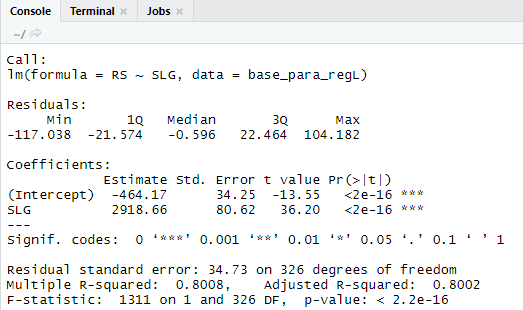 Console Terminal × Jobs ×
~/
Call:
lm(formula = RS ~ SLG, data = base_para_regL)
Residuals:
Min 1Q Median 3Q Max
-117.038 -21.574 -0.596 22.464 104.182
Coefficients:
Estimate Std. Error t value Pr(>|t|)
(Intercept) -464.17 34.25 -13.55 <2e-16 ***
SLG 2918.66 80.62 36.20 <2e-16 ***
---
Signif. codes: 0 ‘***’ 0.001 ‘**’ 0.01 ‘*’ 0.05 ‘.’ 0.1 ‘ ’ 1
Residual standard error: 34.73 on 326 degrees of freedom
Multiple R-squared: 0.8008, Adjusted R-squared: 0.8002
F-statistic: 1311 on 1 and 326 DF, p-value: < 2.2e-16